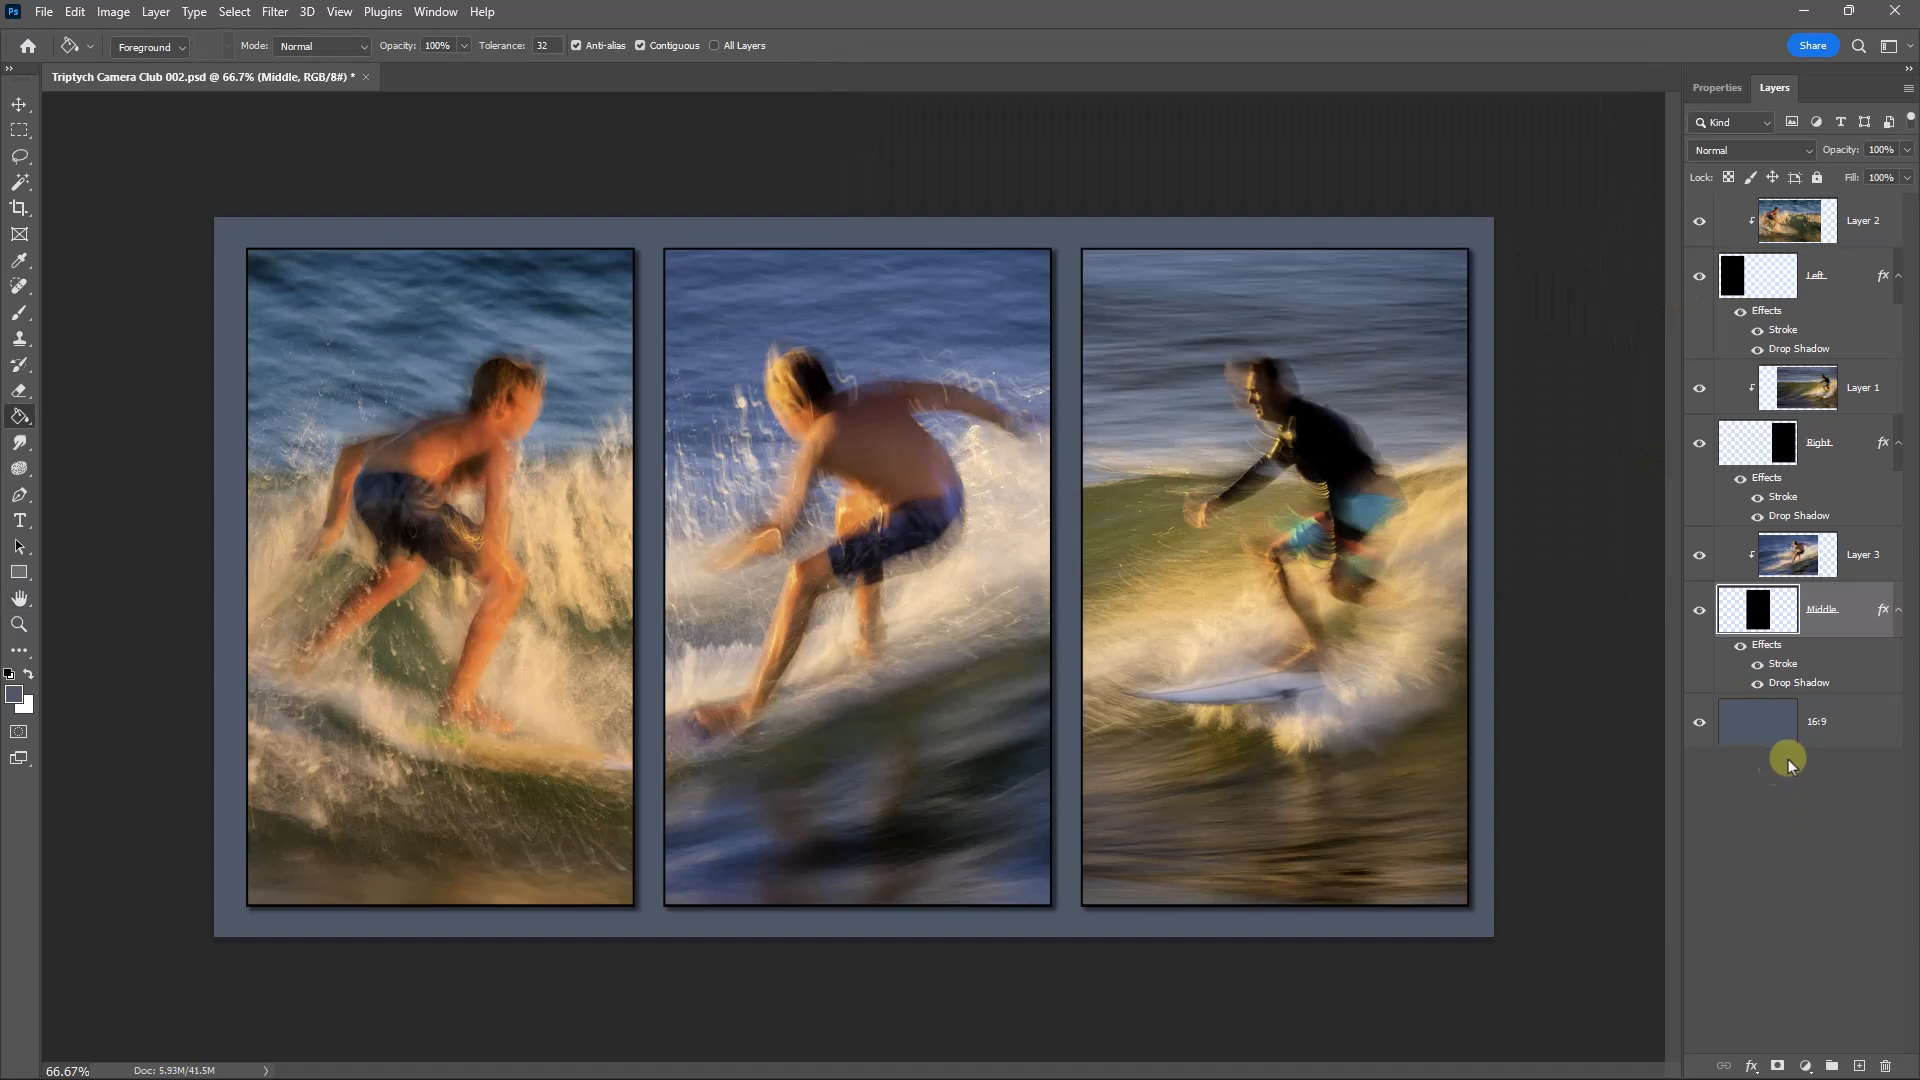 Ps File Edit Image Layer Type Select Filter 3D View Plugins Window Help
Foreground Mode: Normal Opacity: 100% Tolerance: 32 Anti-alias Contiguous All Layers Share
Triptych Camera Club 002.psd @ 66.7% (Middle, RGB/8#) * ×
Properties Layers
Kind
Normal Opacity: 100%
Lock: Fill: 100%
Layer 2
Left fx
Effects
Stroke
Drop Shadow
Layer 1
Right fx
Effects
Stroke
Drop Shadow
Layer 3
Middle fx
Effects
Stroke
Drop Shadow
16:9
66.67% Doc: 5.93M/41.5M
fx